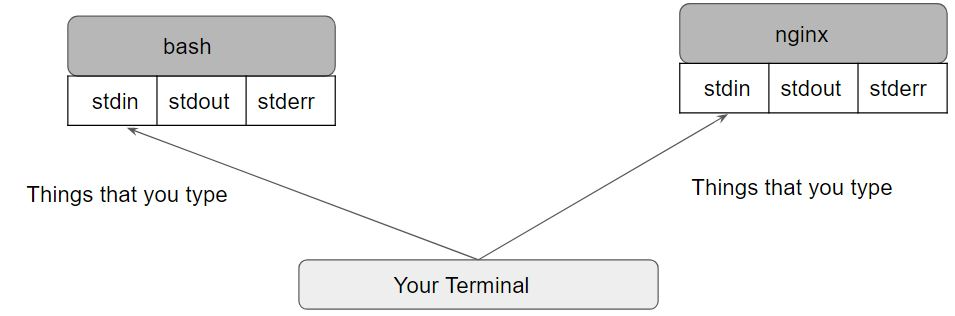 bash
stdin stdout stderr
nginx
stdin stdout stderr
Things that you type
Things that you type
Your Terminal